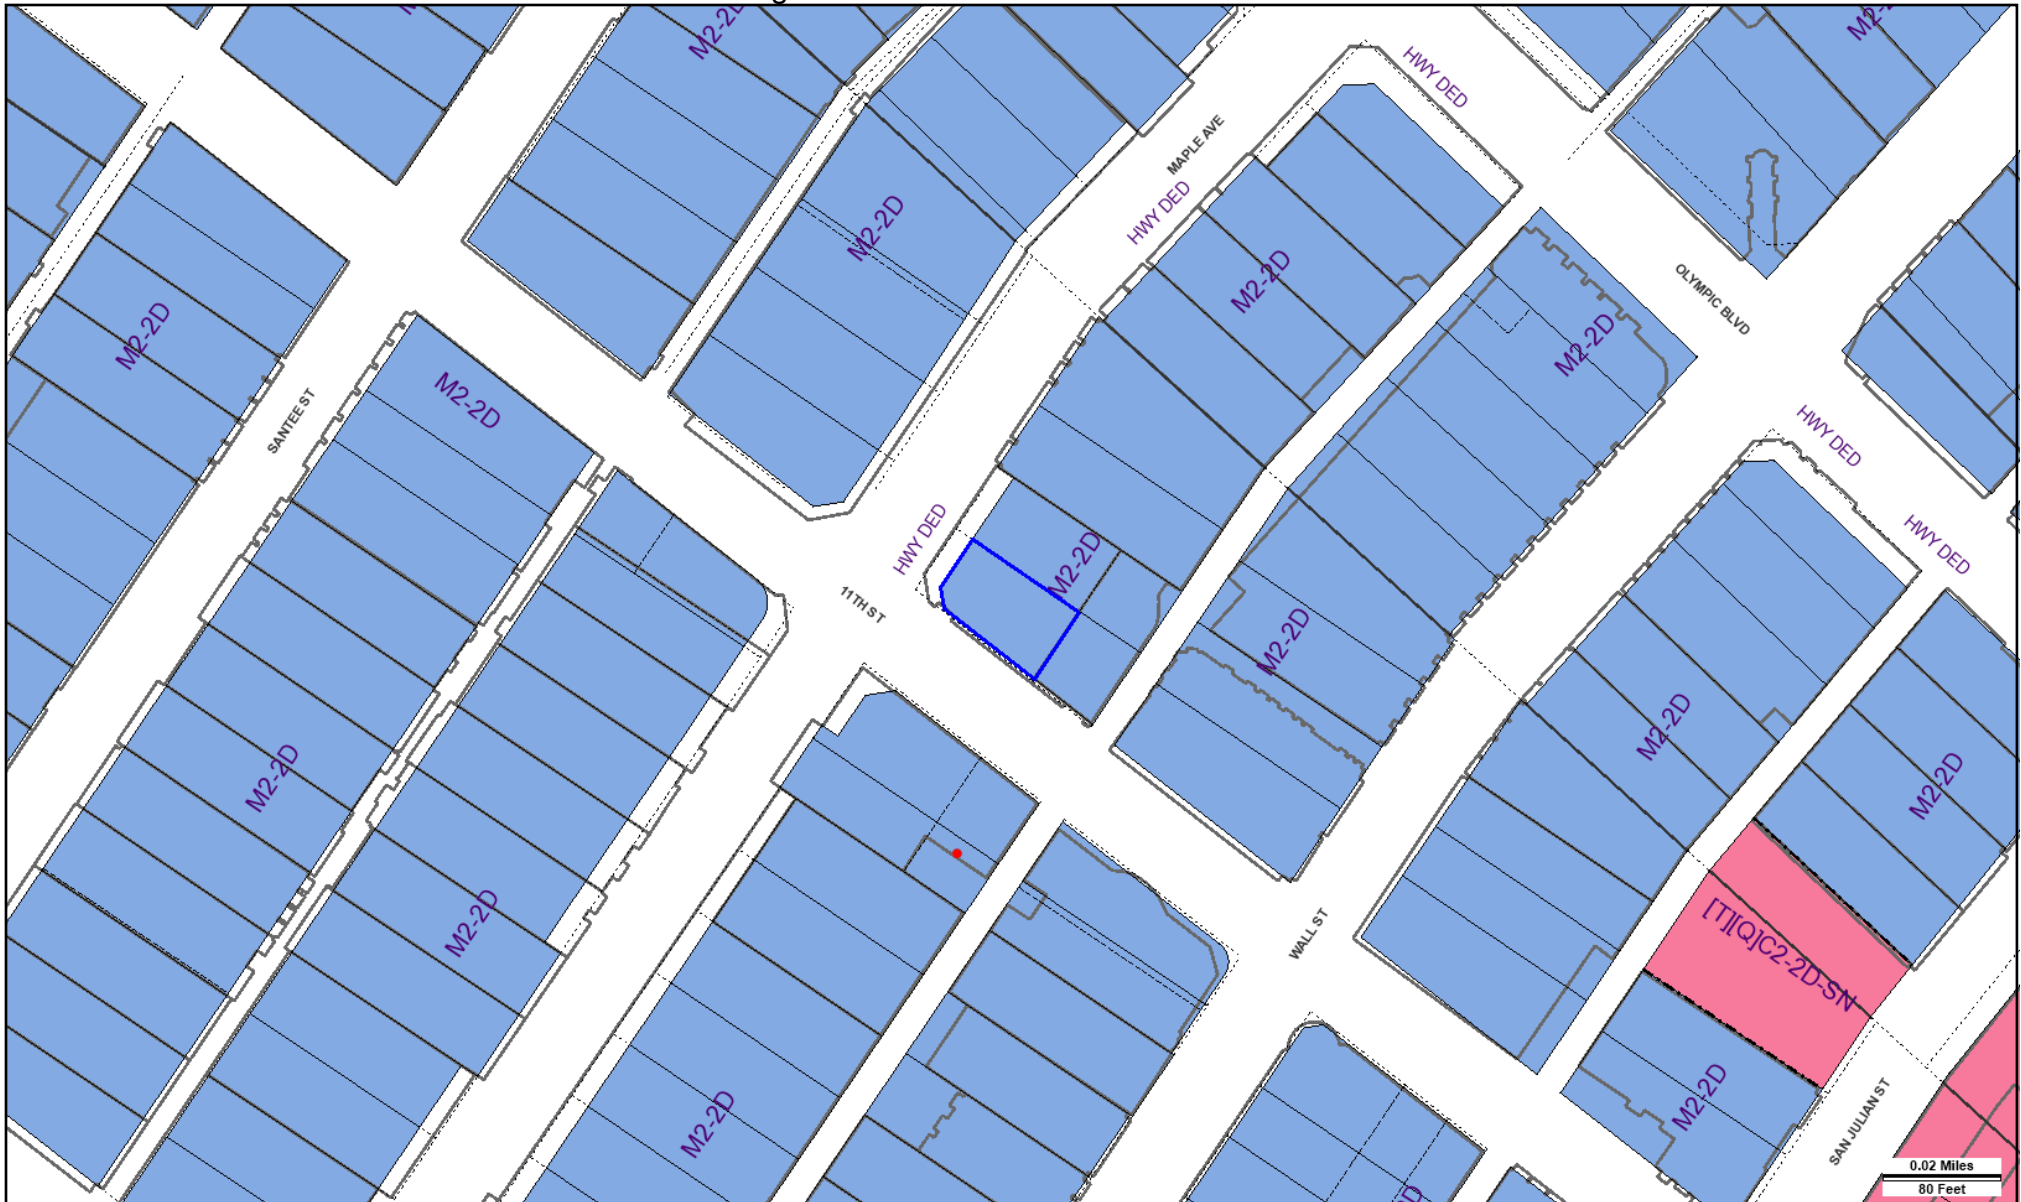 M2-2D
HWY DED
MAPLE AVE
HWY DED
M2-2D
M2-2D
OLYMPIC BLVD
M2-2D
M2-2D
M2-2D
SANTEE ST
HWY DED
HWY DED
HWY DED
M2-2D
11TH ST
M2-2D
M2-2D
M2-2D
M2-2D
M2-2D
WALL ST
[T][Q]C2-2D-SN
M2-2D
M2-2D
SAN JULIAN ST
0.02 Miles
80 Feet